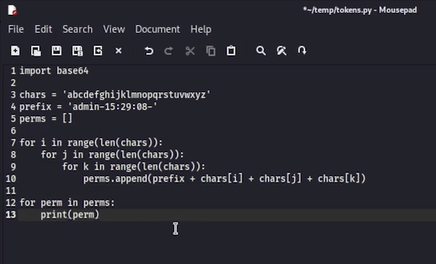 *~/temp/tokens.py - Mousepad
File Edit Search View Document Help
1 import base64
2
3 chars = 'abcdefghijklmnopqrstuvwxyz'
4 prefix = 'admin-15:29:08-'
5 perms = []
6
7 for i in range(len(chars)):
8     for j in range(len(chars)):
9         for k in range(len(chars)):
10             perms.append(prefix + chars[i] + chars[j] + chars[k])
11
12 for perm in perms:
13     print(perm)